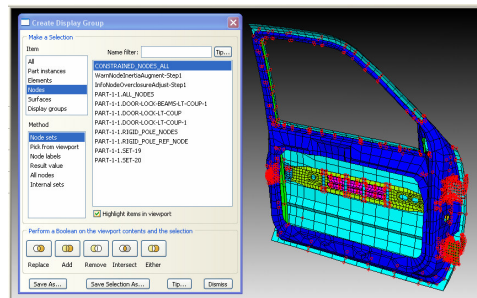 Create Display Group
Make a Selection
Item
Name filter:
Tip...
All
Part instances
Elements
Nodes
Surfaces
Display groups
Method
Node sets
Pick from viewport
Node labels
Result value
All nodes
Internal sets
CONSTRAINED_NODES_ALL
WarnNodeInertiaAugment-Step1
InfoNodeOverclosureAdjust-Step1
PART-1-1.ALL_NODES
PART-1-1.DOOR-LOCK-BEAMS-LT-COUP-1
PART-1-1.DOOR-LOCK-LT-COUP
PART-1-1.DOOR-LOCK-LT-COUP-1
PART-1-1.RIGID_POLE_NODES
PART-1-1.RIGID_POLE_REF_NODE
PART-1-1.SET-19
PART-1-1.SET-20
Highlight items in viewport
Perform a Boolean on the viewport contents and the selection
Replace Add Remove Intersect Either
Save As... Save Selection As... Tip... Dismiss